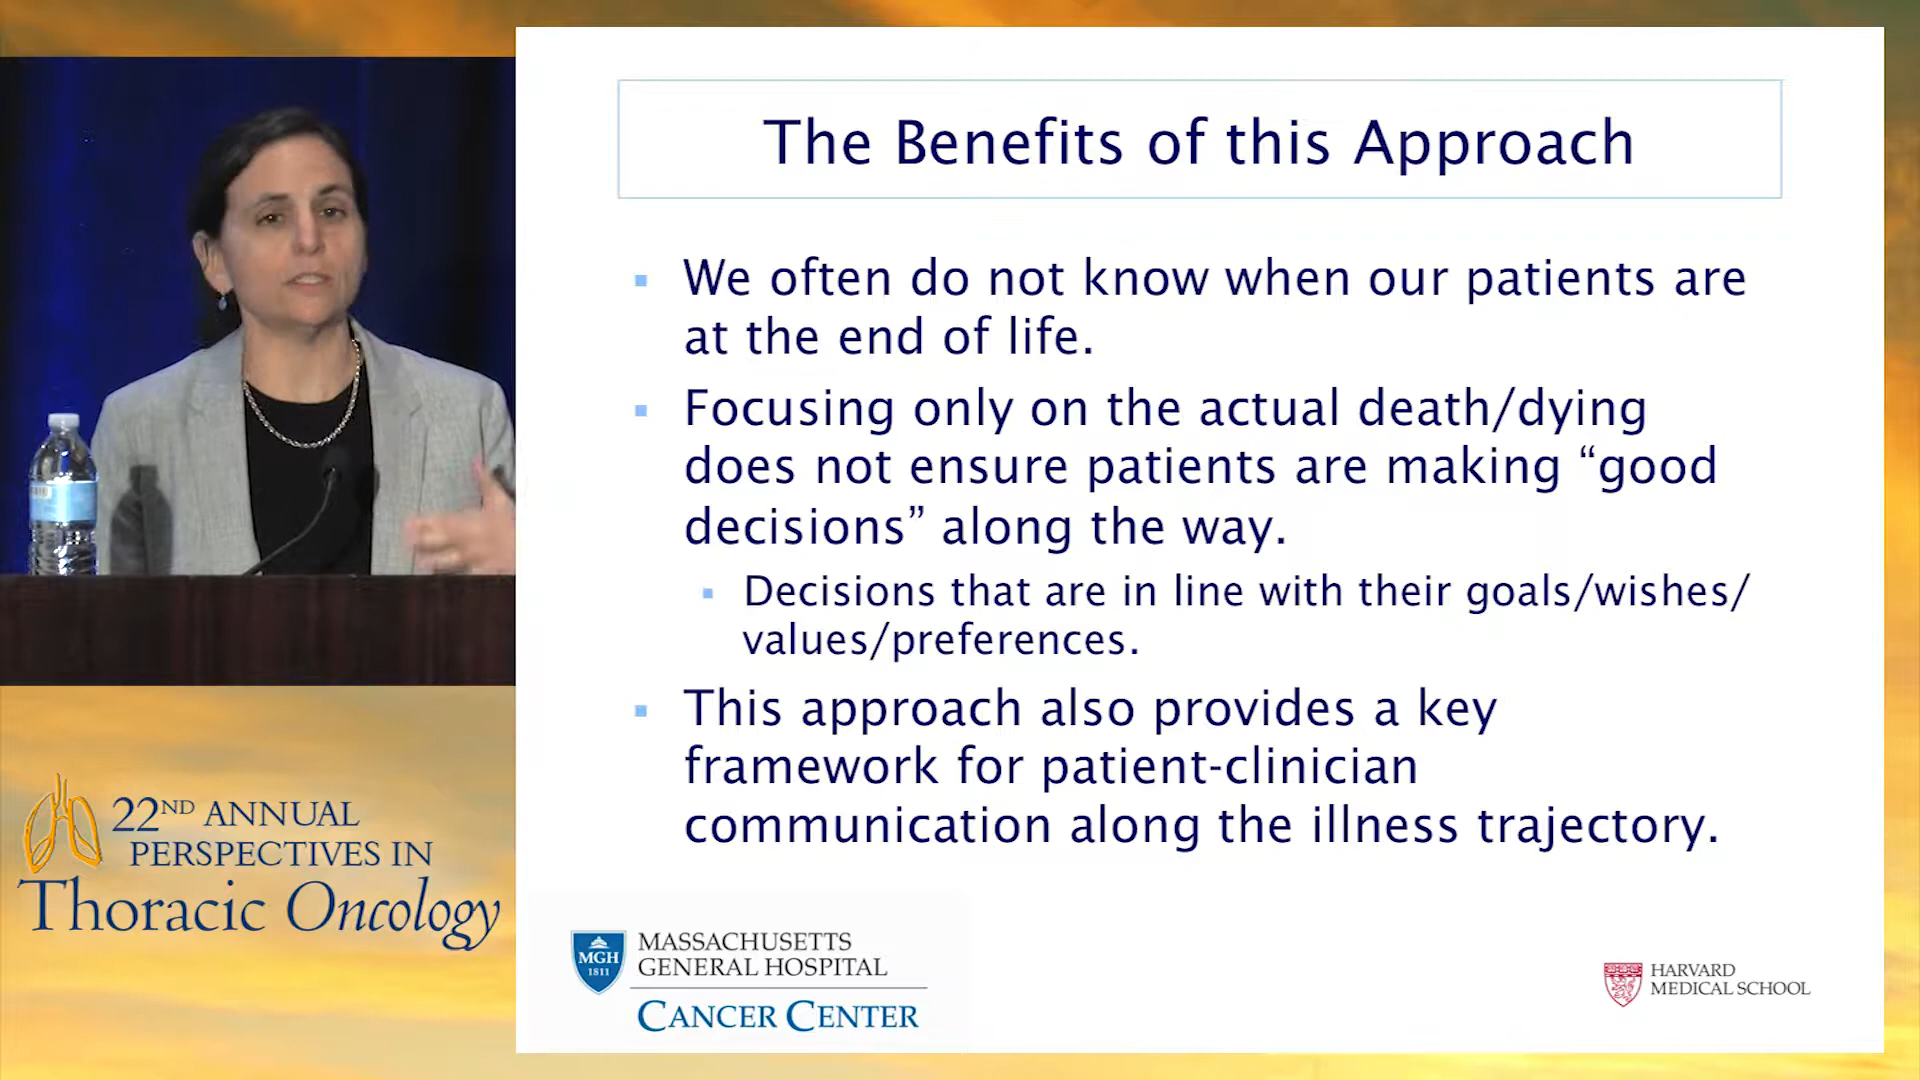 The Benefits of this Approach
▪ We often do not know when our patients are
at the end of life.
▪ Focusing only on the actual death/dying
does not ensure patients are making “good
decisions” along the way.
▪ Decisions that are in line with their goals/wishes/
values/preferences.
▪ This approach also provides a key
framework for patient-clinician
communication along the illness trajectory.
22ND ANNUAL
PERSPECTIVES IN
Thoracic Oncology
MGH
1811
MASSACHUSETTS
GENERAL HOSPITAL
CANCER CENTER
HARVARD
MEDICAL SCHOOL